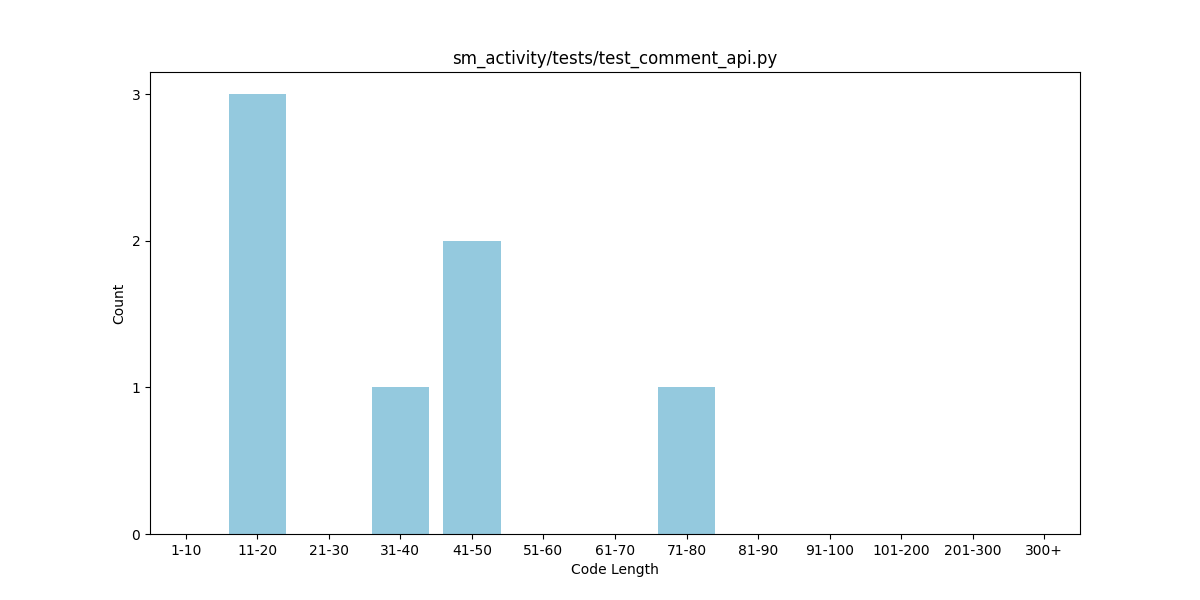 sm_activity/tests/test_comment_api.py
3
2
1
0
Count
1-10 11-20 21-30 31-40 41-50 51-60 61-70 71-80 81-90 91-100 101-200 201-300 300+
Code Length